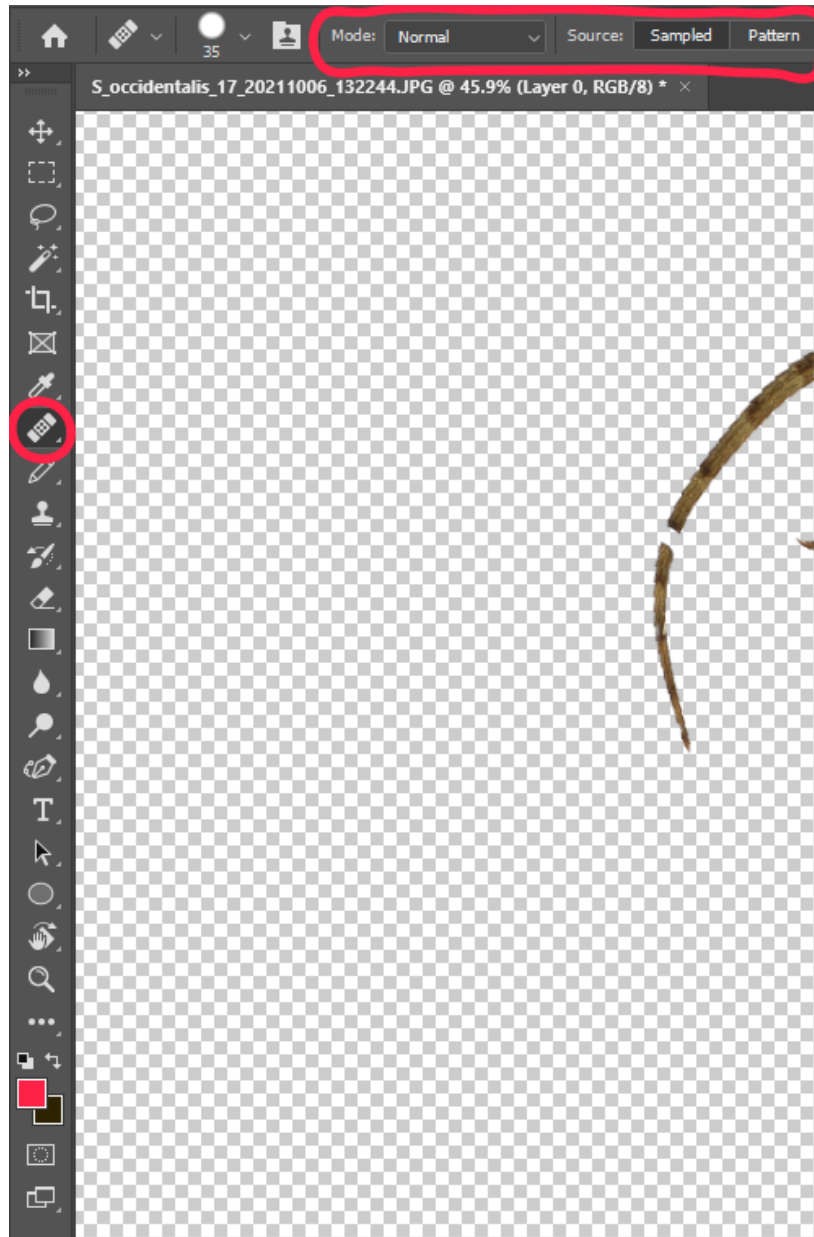 Mode: Normal Source: Sampled Pattern
35
S_occidentalis_17_20211006_132244.JPG @ 45.9% (Layer 0, RGB/8) * ×
T